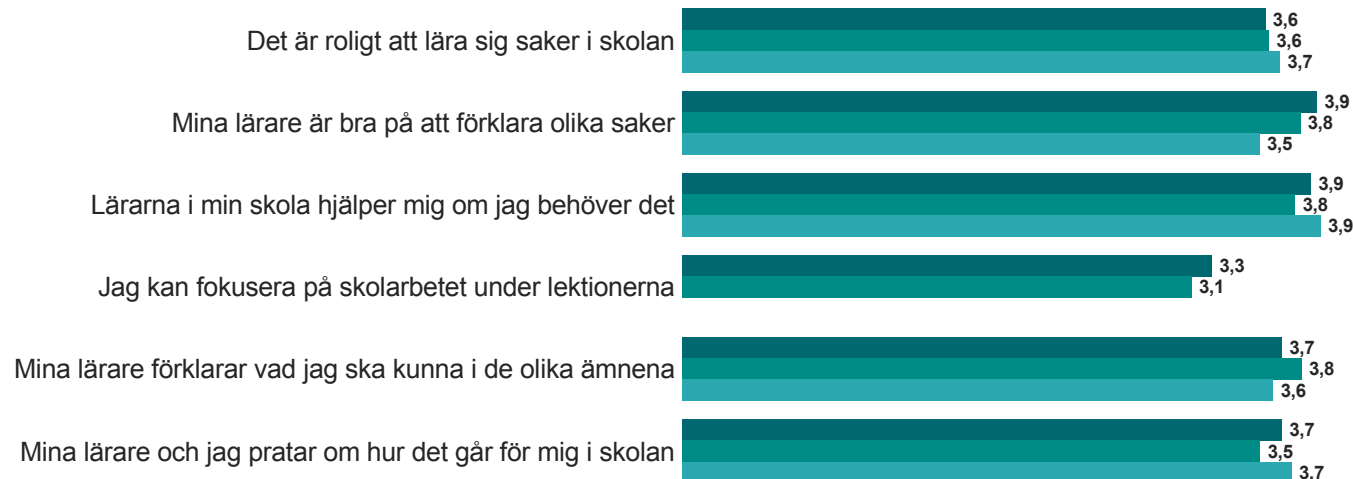 Det är roligt att lära sig saker i skolan
3,6
3,6
3,7
Mina lärare är bra på att förklara olika saker
3,9
3,8
3,5
Lärarna i min skola hjälper mig om jag behöver det
3,9
3,8
3,9
Jag kan fokusera på skolarbetet under lektionerna
3,3
3,1
Mina lärare förklarar vad jag ska kunna i de olika ämnena
3,7
3,8
3,6
Mina lärare och jag pratar om hur det går för mig i skolan
3,7
3,5
3,7